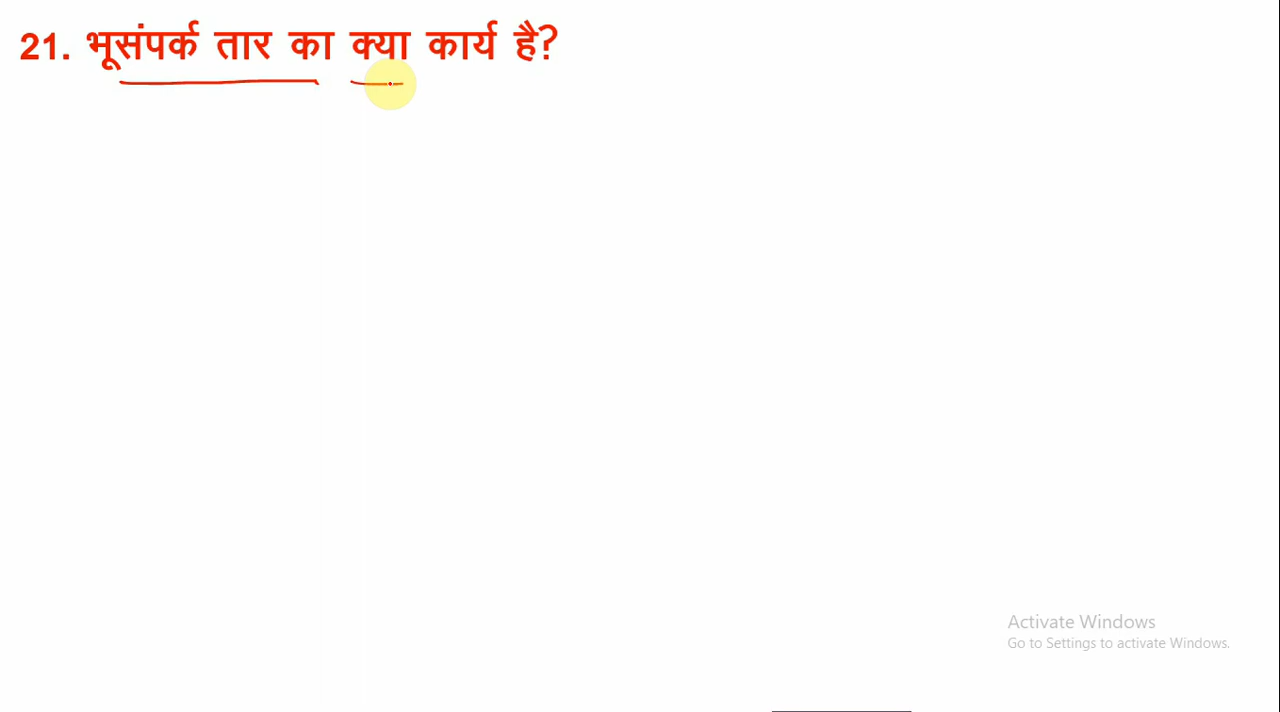 21. भूसंपर्क तार का क्या कार्य है?
Activate Windows
Go to Settings to activate Windows.